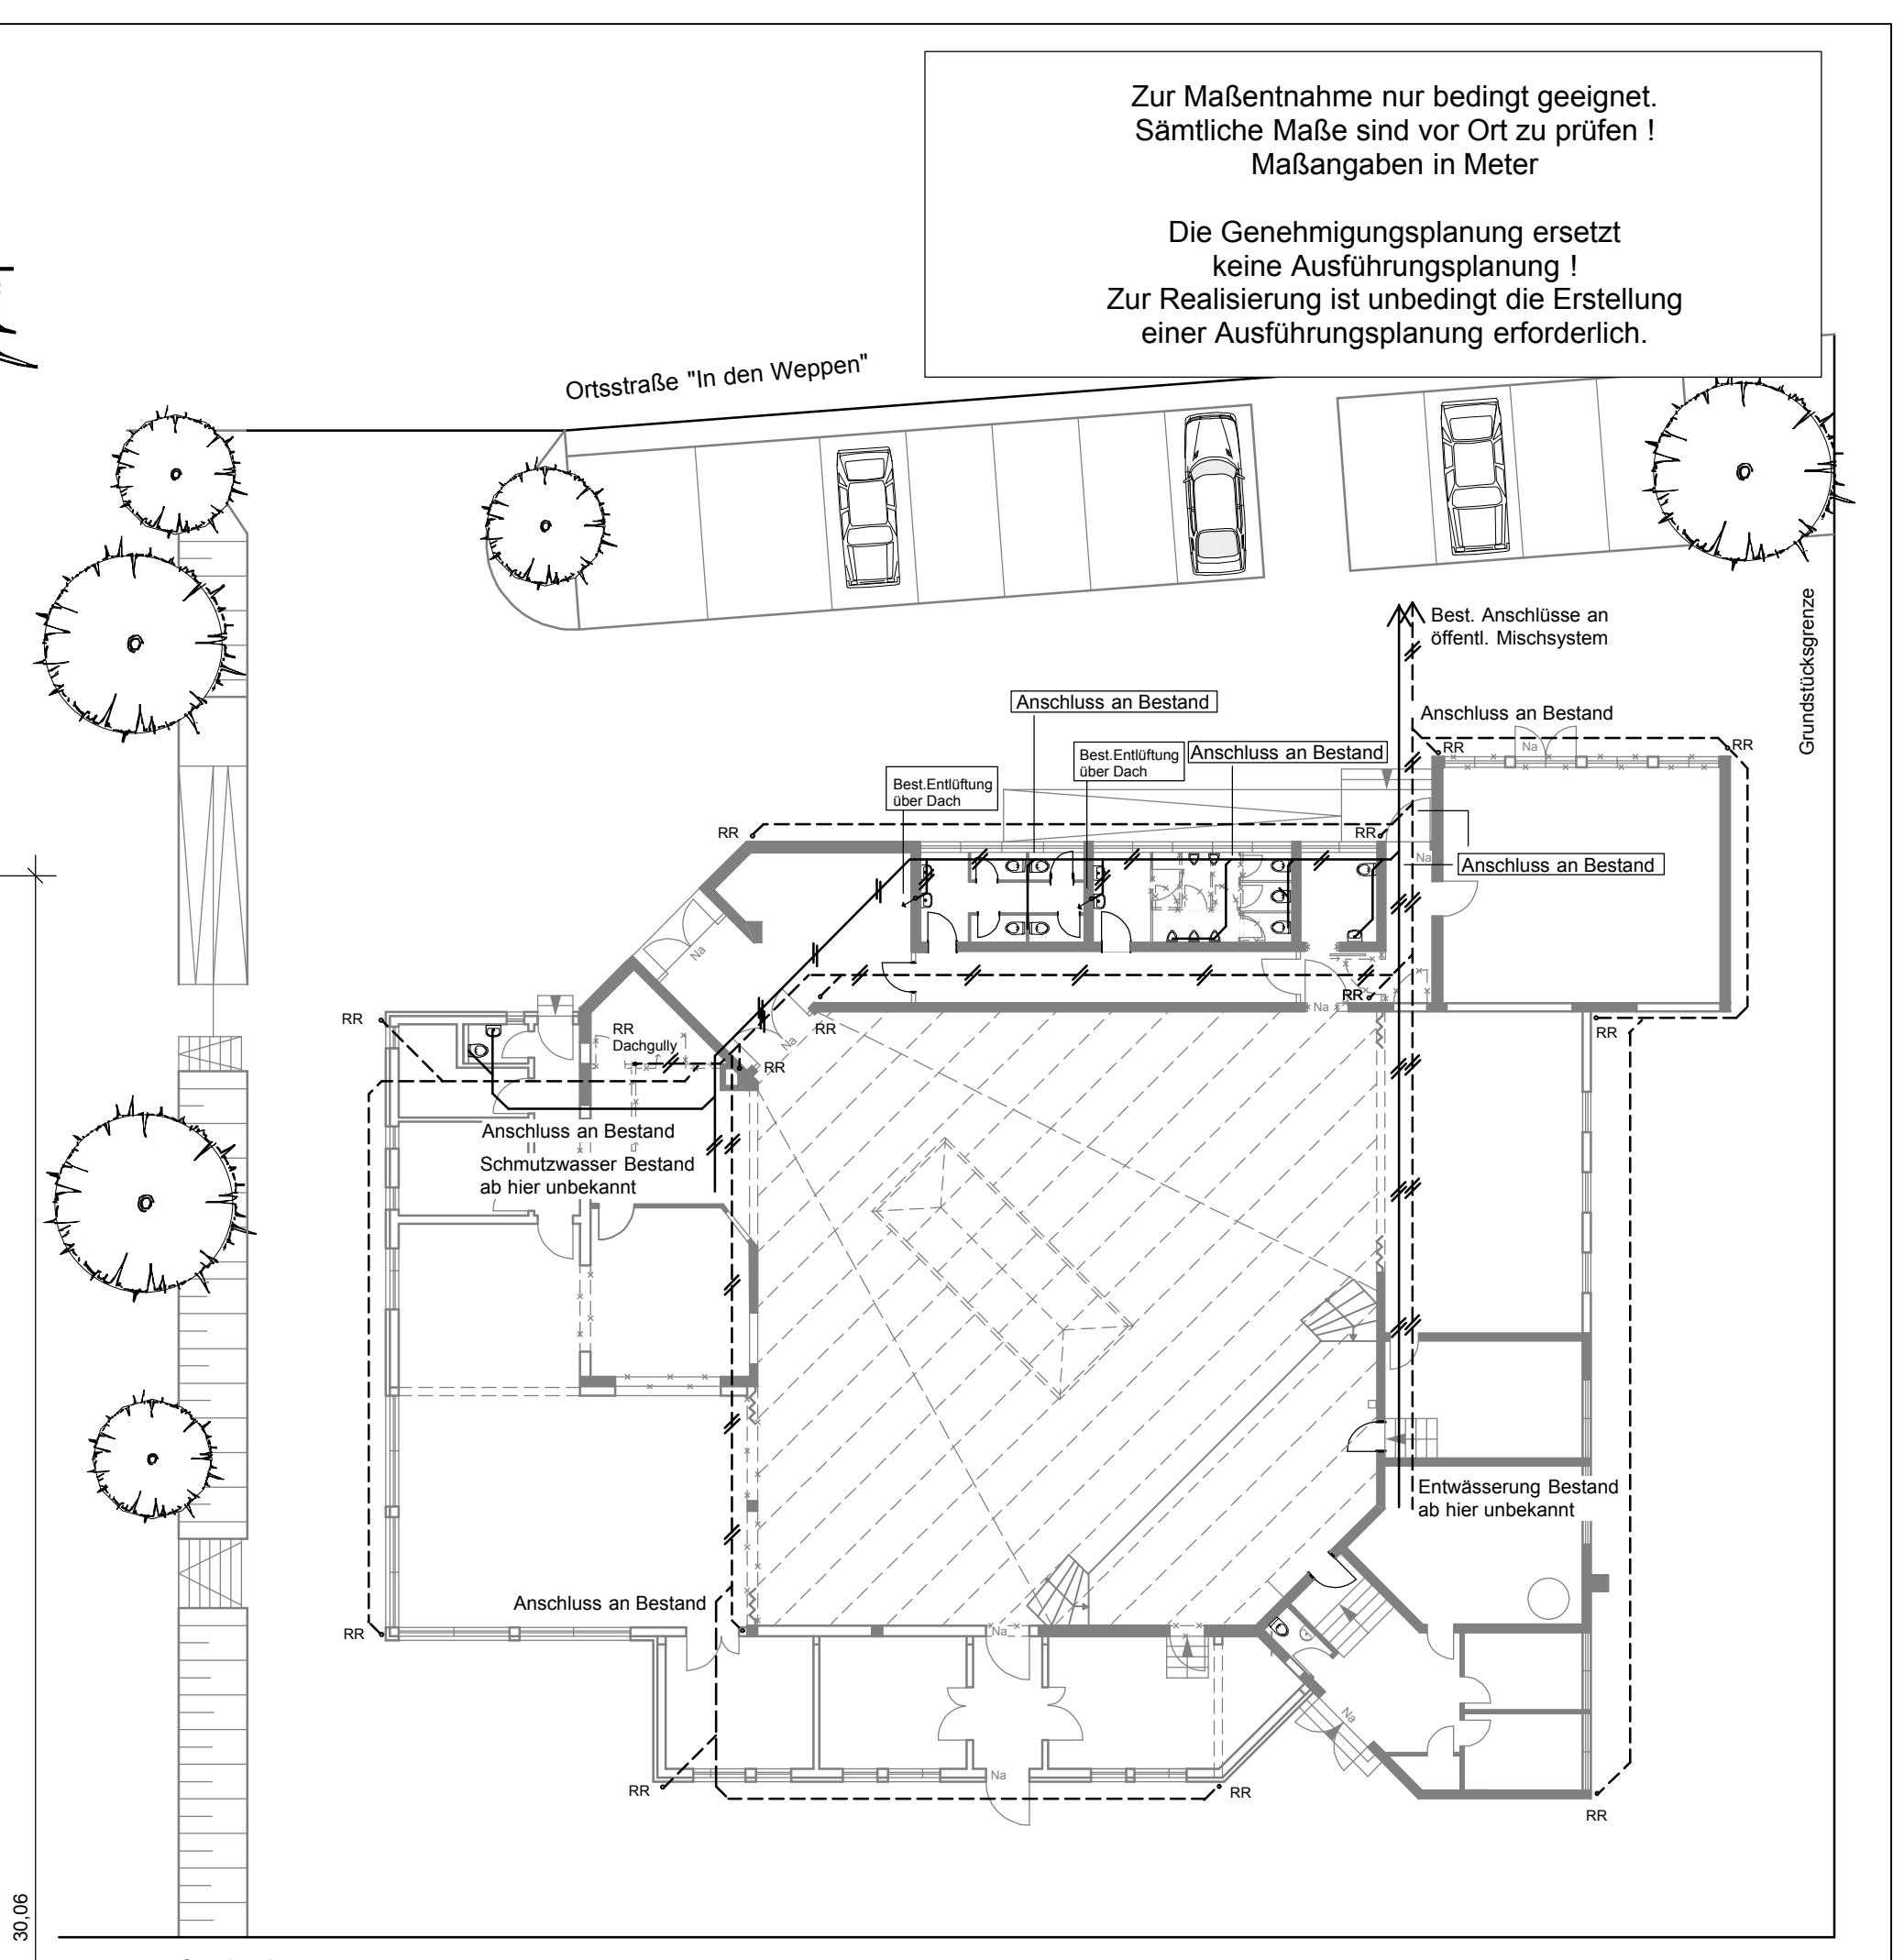 Zur Maßentnahme nur bedingt geeignet.
Sämtliche Maße sind vor Ort zu prüfen !
Maßangaben in Meter
Die Genehmigungsplanung ersetzt
keine Ausführungsplanung !
Zur Realisierung ist unbedingt die Erstellung
einer Ausführungsplanung erforderlich.
Ortsstraße "In den Weppen"
Grundstücksgrenze
Best. Anschlüsse an
öffentl. Mischsystem
Anschluss an Bestand
Anschluss an Bestand
RR
Na
RR
Best.Entlüftung
über Dach
Anschluss an Bestand
Best.Entlüftung
über Dach
RR
RR
Na
Anschluss an Bestand
Na
RR
Na
RR
RR
Dachgully
RR
Na
RR
RR
Anschluss an Bestand
Schmutzwasser Bestand
ab hier unbekannt
Entwässerung Bestand
ab hier unbekannt
Anschluss an Bestand
RR
Na
Na
Na
RR
RR
RR
30,06